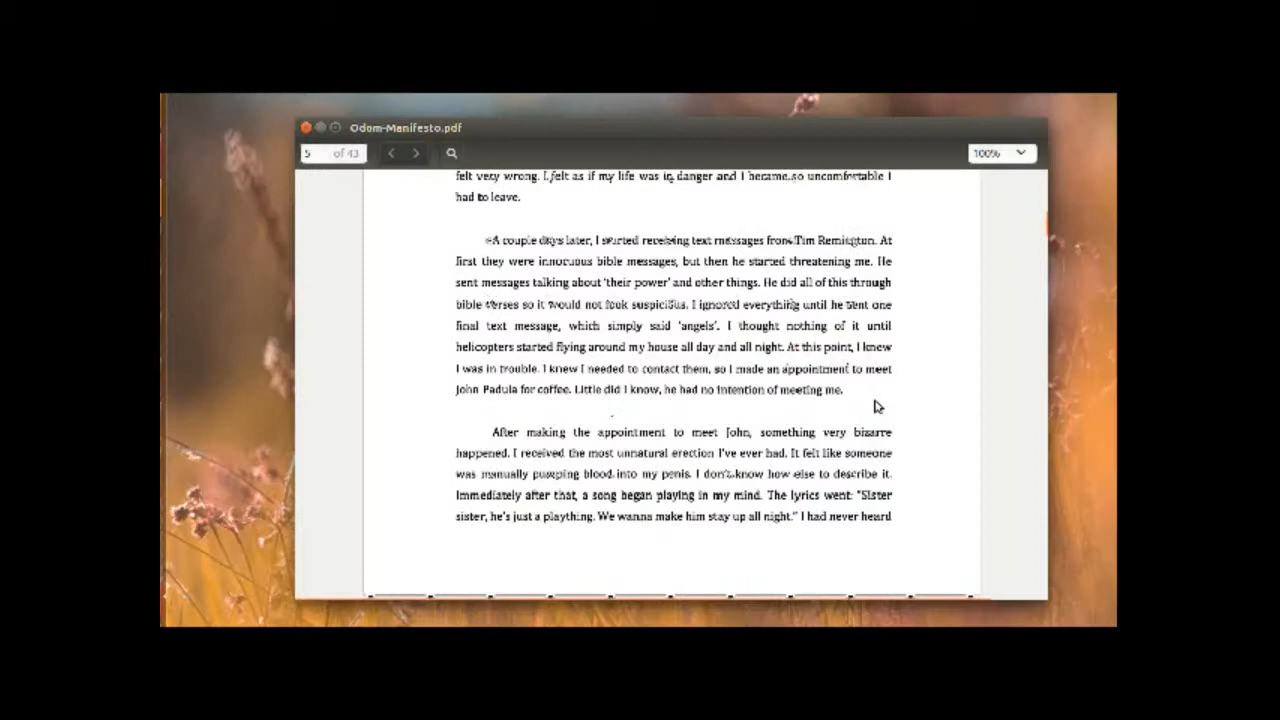 Odom-Manifesto.pdf
5 of 43
100%
felt very wrong. I felt as if my life was in danger and I became so uncomfortable I
had to leave.
A couple days later, I started receiving text messages from Tim Remington. At
first they were innocuous bible messages, but then he started threatening me. He
sent messages talking about 'their power' and other things. He did all of this through
bible verses so it would not look suspicious. I ignored everything until he sent one
final text message, which simply said 'angels'. I thought nothing of it until
helicopters started flying around my house all day and all night. At this point, I knew
I was in trouble. I knew I needed to contact them, so I made an appointment to meet
John Padula for coffee. Little did I know, he had no intention of meeting me.
After making the appointment to meet John, something very bizarre
happened. I received the most unnatural erection I've ever had. It felt like someone
was manually pumping blood into my penis. I don't know how else to describe it.
Immediately after that, a song began playing in my mind. The lyrics went: "Sister
sister, he's just a plaything. We wanna make him stay up all night." I had never heard